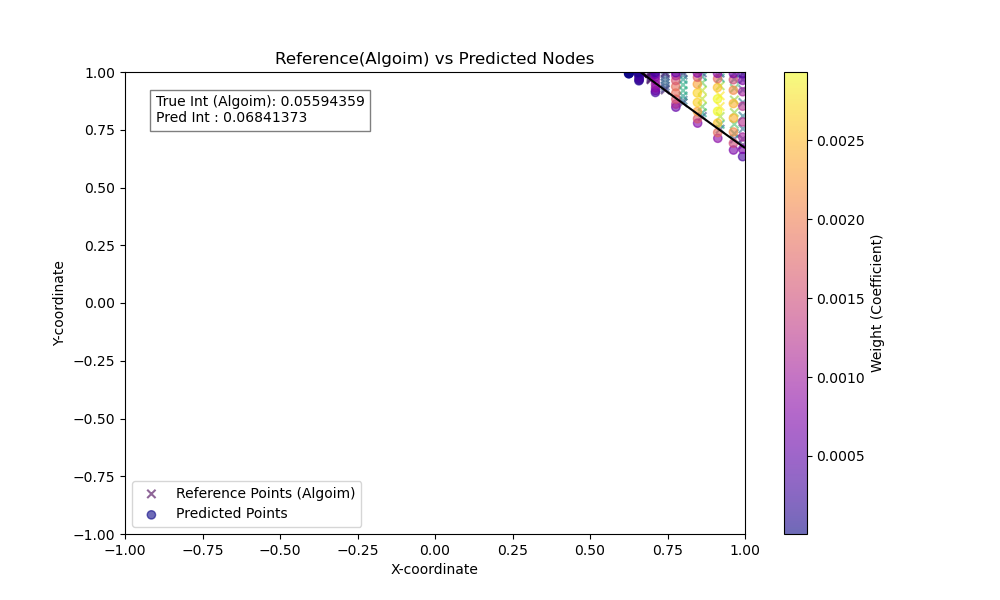 Reference(Algoim) vs Predicted Nodes
True Int (Algoim): 0.05594359
Pred Int : 0.06841373
1.00
0.75
0.50
0.25
0.00
−0.25
−0.50
−0.75
−1.00
Y-coordinate
Reference Points (Algoim)
Predicted Points
−1.00
−0.75
−0.50
−0.25
0.00
0.25
0.50
0.75
1.00
X-coordinate
0.0025
0.0020
0.0015
0.0010
0.0005
Weight (Coefficient)